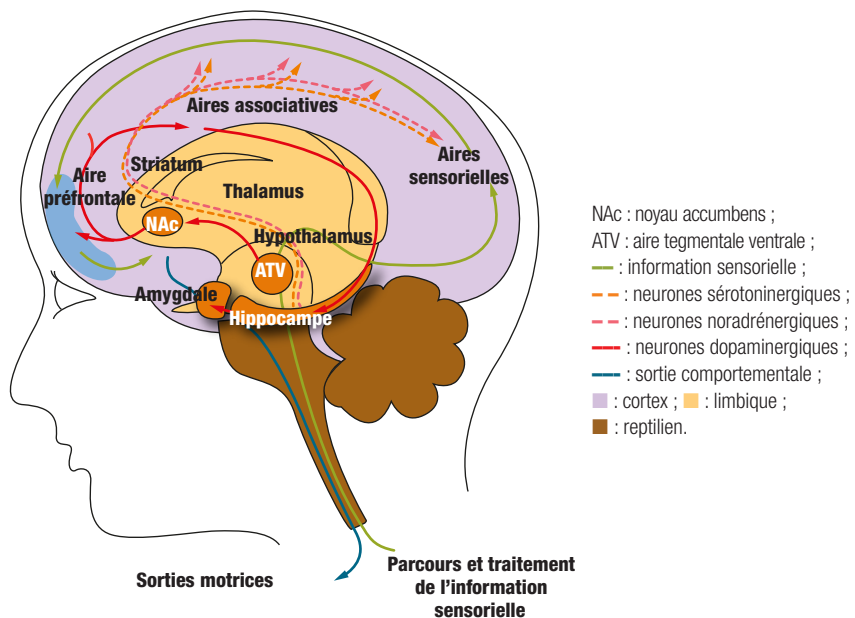 Aires associatives
Striatum
Aires
sensorielles
Aire
préfrontale
Thalamus
NAc
Hypothalamus
ATV
Amygdale
Hippocampe
Sorties motrices
Parcours et traitement
de l'information
sensorielle
NAc : noyau accumbens ;
ATV : aire tegmentale ventrale ;
: information sensorielle ;
: neurones sérotoninergiques ;
: neurones noradrénergiques ;
: neurones dopaminergiques ;
: sortie comportementale ;
: cortex ; : limbique ;
: reptilien.